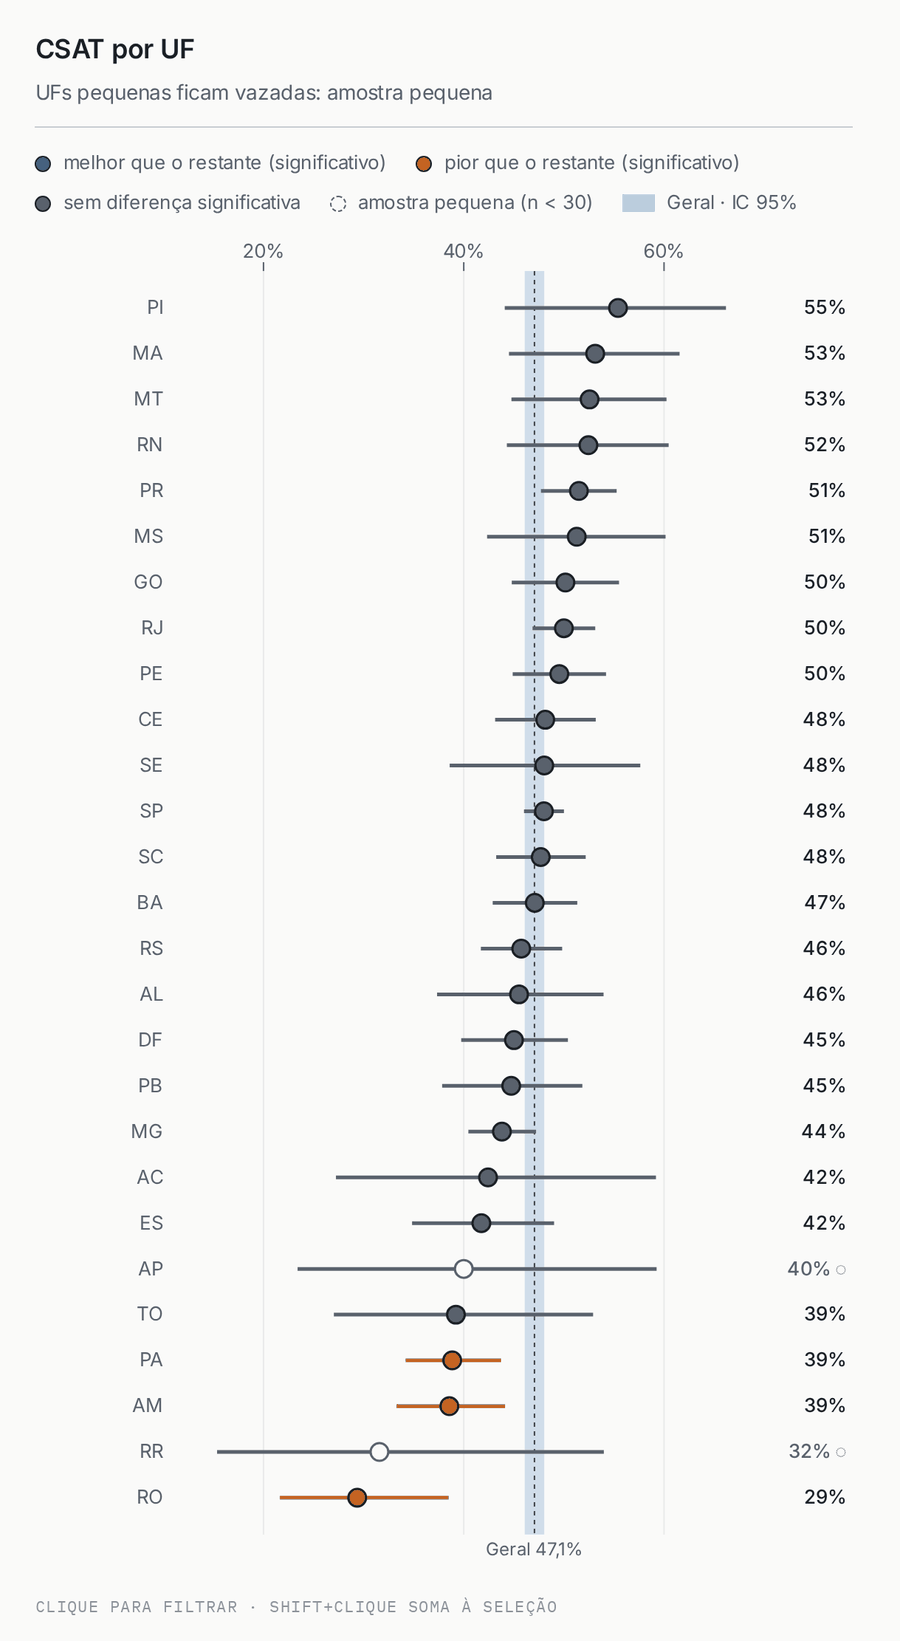 CSAT por UF
UFs pequenas ficam vazadas: amostra pequena
melhor que o restante (significativo) pior que o restante (significativo)
sem diferença significativa amostra pequena (n < 30) Geral · IC 95%
20% 40% 60%
PI 55%
MA 53%
MT 53%
RN 52%
PR 51%
MS 51%
GO 50%
RJ 50%
PE 50%
CE 48%
SE 48%
SP 48%
SC 48%
BA 47%
RS 46%
AL 46%
DF 45%
PB 45%
MG 44%
AC 42%
ES 42%
AP 40%
TO 39%
PA 39%
AM 39%
RR 32%
RO 29%
Geral 47,1%
CLIQUE PARA FILTRAR · SHIFT+CLIQUE SOMA À SELEÇÃO